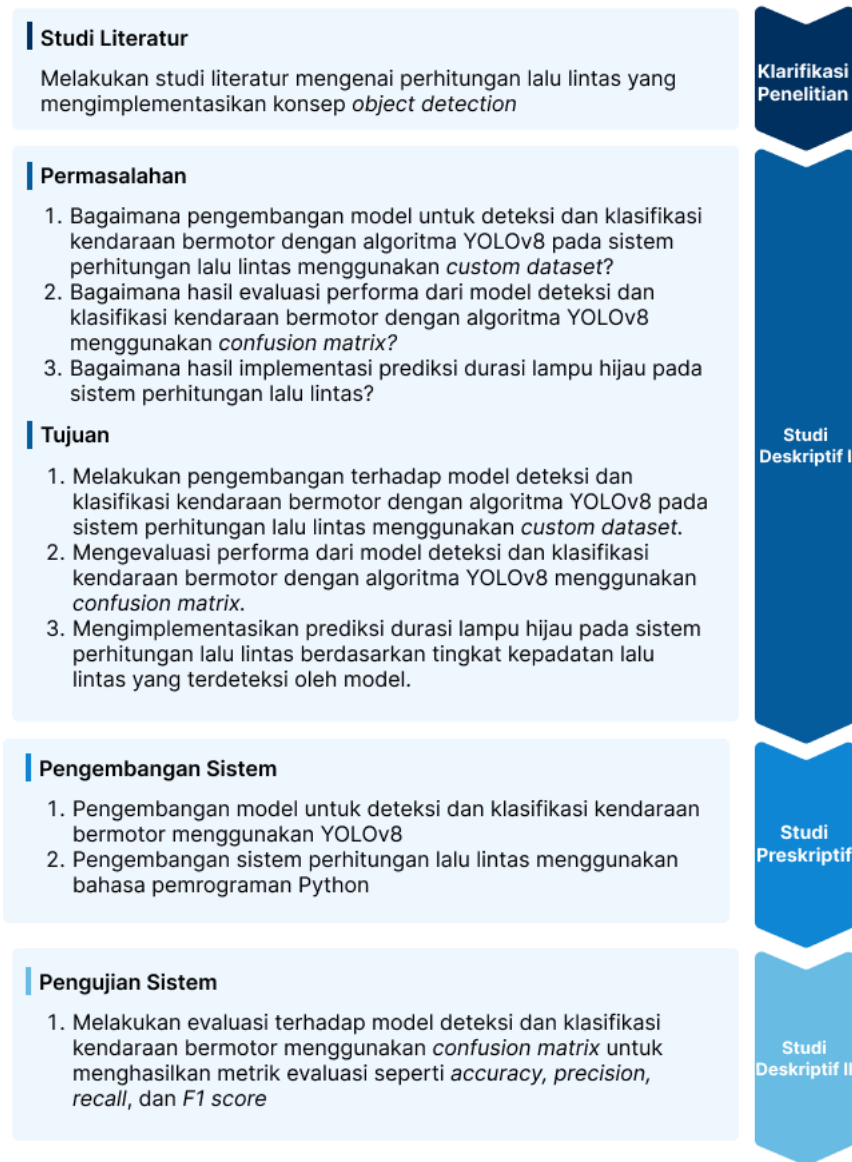 Studi Literatur
Melakukan studi literatur mengenai perhitungan lalu lintas yang
mengimplementasikan konsep object detection
Klarifikasi
Penelitian
Permasalahan
1. Bagaimana pengembangan model untuk deteksi dan klasifikasi
kendaraan bermotor dengan algoritma YOLOv8 pada sistem
perhitungan lalu lintas menggunakan custom dataset?
2. Bagaimana hasil evaluasi performa dari model deteksi dan
klasifikasi kendaraan bermotor dengan algoritma YOLOv8
menggunakan confusion matrix?
3. Bagaimana hasil implementasi prediksi durasi lampu hijau pada
sistem perhitungan lalu lintas?
Tujuan
1. Melakukan pengembangan terhadap model deteksi dan
klasifikasi kendaraan bermotor dengan algoritma YOLOv8 pada
sistem perhitungan lalu lintas menggunakan custom dataset.
2. Mengevaluasi performa dari model deteksi dan klasifikasi
kendaraan bermotor dengan algoritma YOLOv8 menggunakan
confusion matrix.
3. Mengimplementasikan prediksi durasi lampu hijau pada sistem
perhitungan lalu lintas berdasarkan tingkat kepadatan lalu
lintas yang terdeteksi oleh model.
Studi
Deskriptif I
Pengembangan Sistem
1. Pengembangan model untuk deteksi dan klasifikasi kendaraan
bermotor menggunakan YOLOv8
2. Pengembangan sistem perhitungan lalu lintas menggunakan
bahasa pemrograman Python
Studi
Preskriptif
Pengujian Sistem
1. Melakukan evaluasi terhadap model deteksi dan klasifikasi
kendaraan bermotor menggunakan confusion matrix untuk
menghasilkan metrik evaluasi seperti accuracy, precision,
recall, dan F1 score
Studi
Deskriptif II